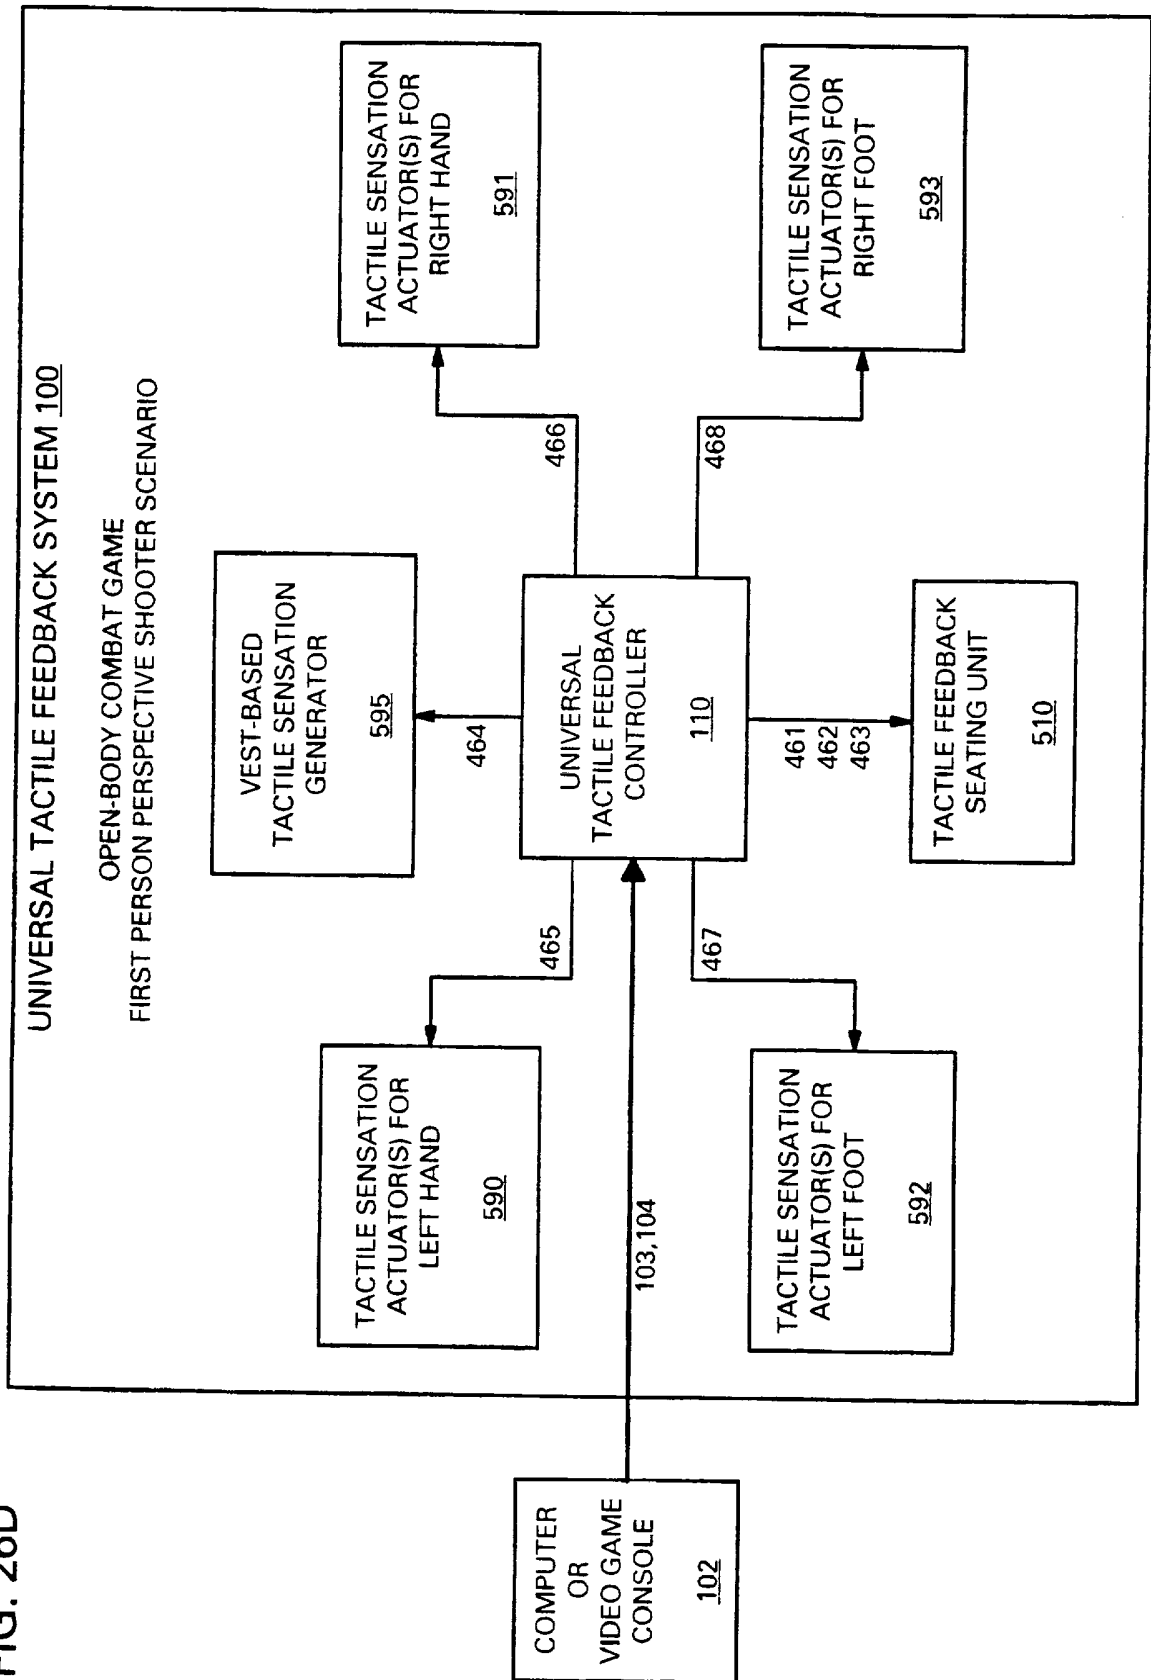 FIG. 26D
UNIVERSAL TACTILE FEEDBACK SYSTEM 100
OPEN-BODY COMBAT GAME
FIRST PERSON PERSPECTIVE SHOOTER SCENARIO
TACTILE SENSATION
ACTUATOR(S) FOR
LEFT HAND
590
VEST-BASED
TACTILE SENSATION
GENERATOR
595
TACTILE SENSATION
ACTUATOR(S) FOR
RIGHT HAND
591
465
464
466
COMPUTER
OR
VIDEO GAME
CONSOLE
102
103,104
UNIVERSAL
TACTILE FEEDBACK
CONTROLLER
110
467
461
462
463
468
TACTILE SENSATION
ACTUATOR(S) FOR
LEFT FOOT
592
TACTILE FEEDBACK
SEATING UNIT
510
TACTILE SENSATION
ACTUATOR(S) FOR
RIGHT FOOT
593